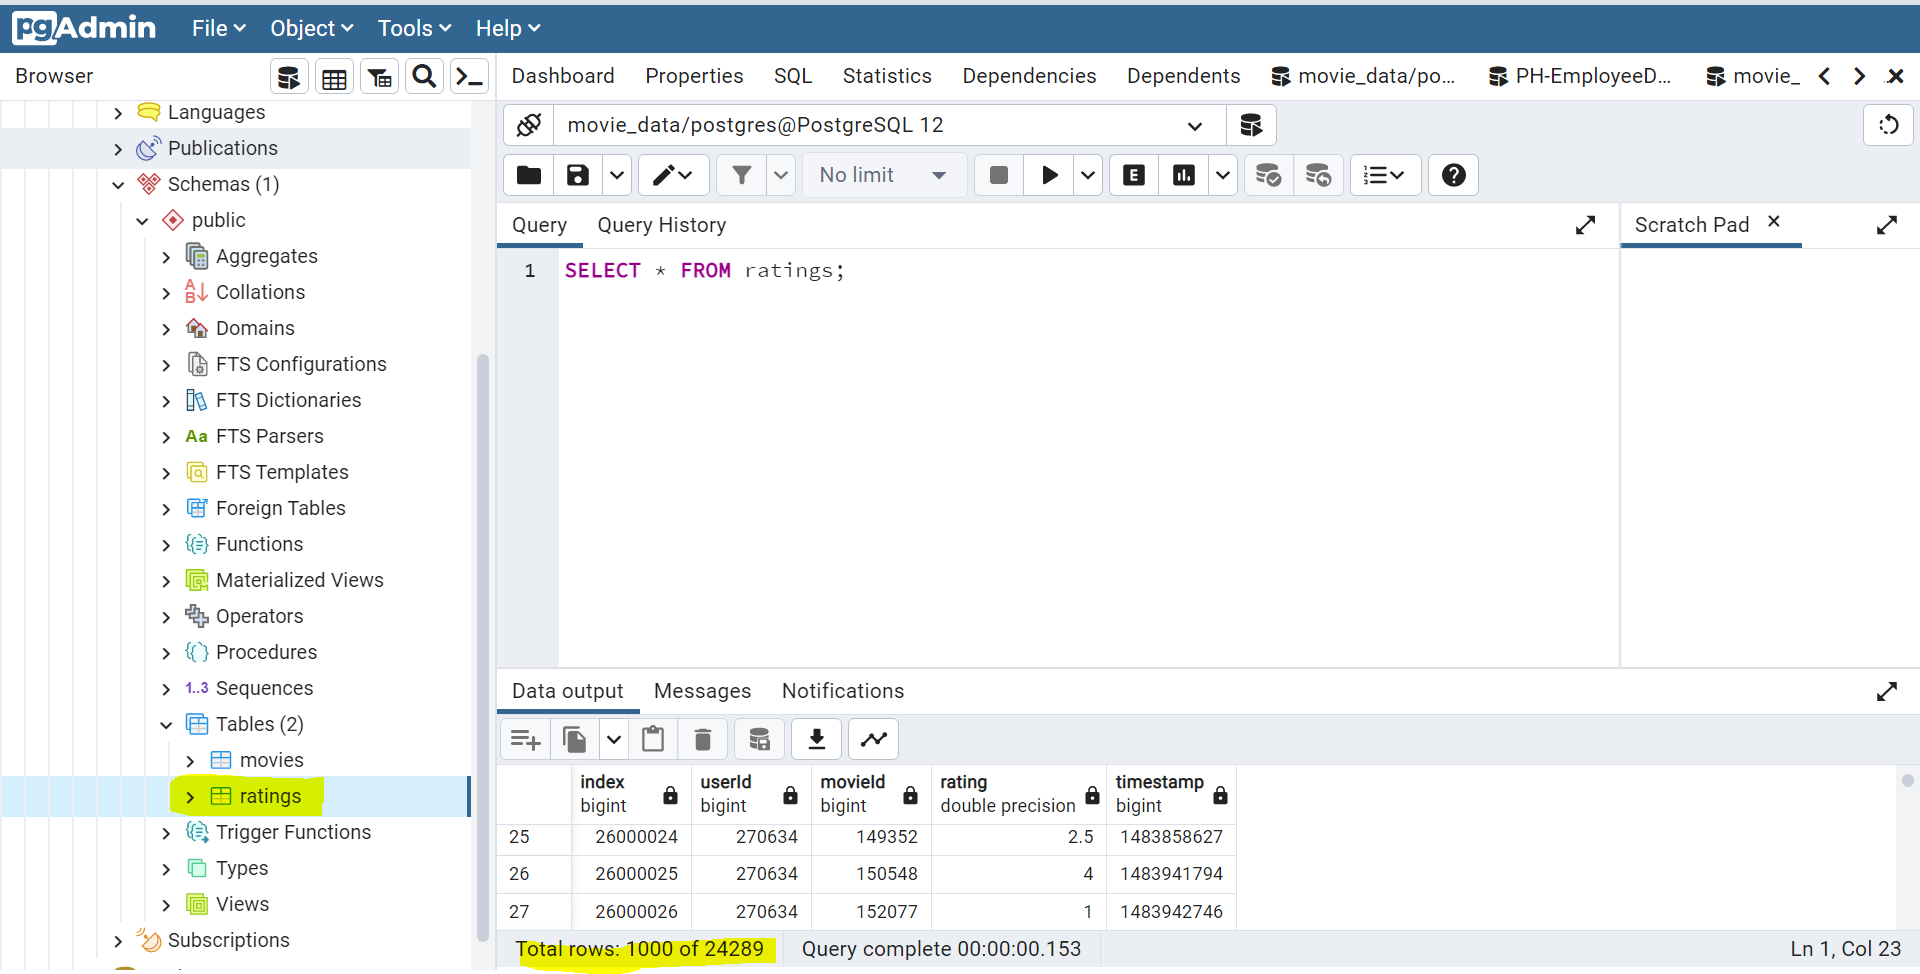 pgAdmin File Object Tools Help
Browser
Dashboard Properties SQL Statistics Dependencies Dependents movie_data/po... PH-EmployeeD... movie_
movie_data/postgres@PostgreSQL 12
No limit
E
Query Query History
Scratch Pad
1 SELECT * FROM ratings;
Languages
Publications
Schemas (1)
public
Aggregates
Collations
Domains
FTS Configurations
FTS Dictionaries
Aa FTS Parsers
FTS Templates
Foreign Tables
Functions
Materialized Views
Operators
Procedures
1..3 Sequences
Tables (2)
movies
ratings
Trigger Functions
Types
Views
Subscriptions
Data output Messages Notifications
index userId movieId rating timestamp
bigint bigint bigint double precision bigint
25 26000024 270634 149352 2.5 1483858627
26 26000025 270634 150548 4 1483941794
27 26000026 270634 152077 1 1483942746
Total rows: 1000 of 24289 Query complete 00:00:00.153 Ln 1, Col 23